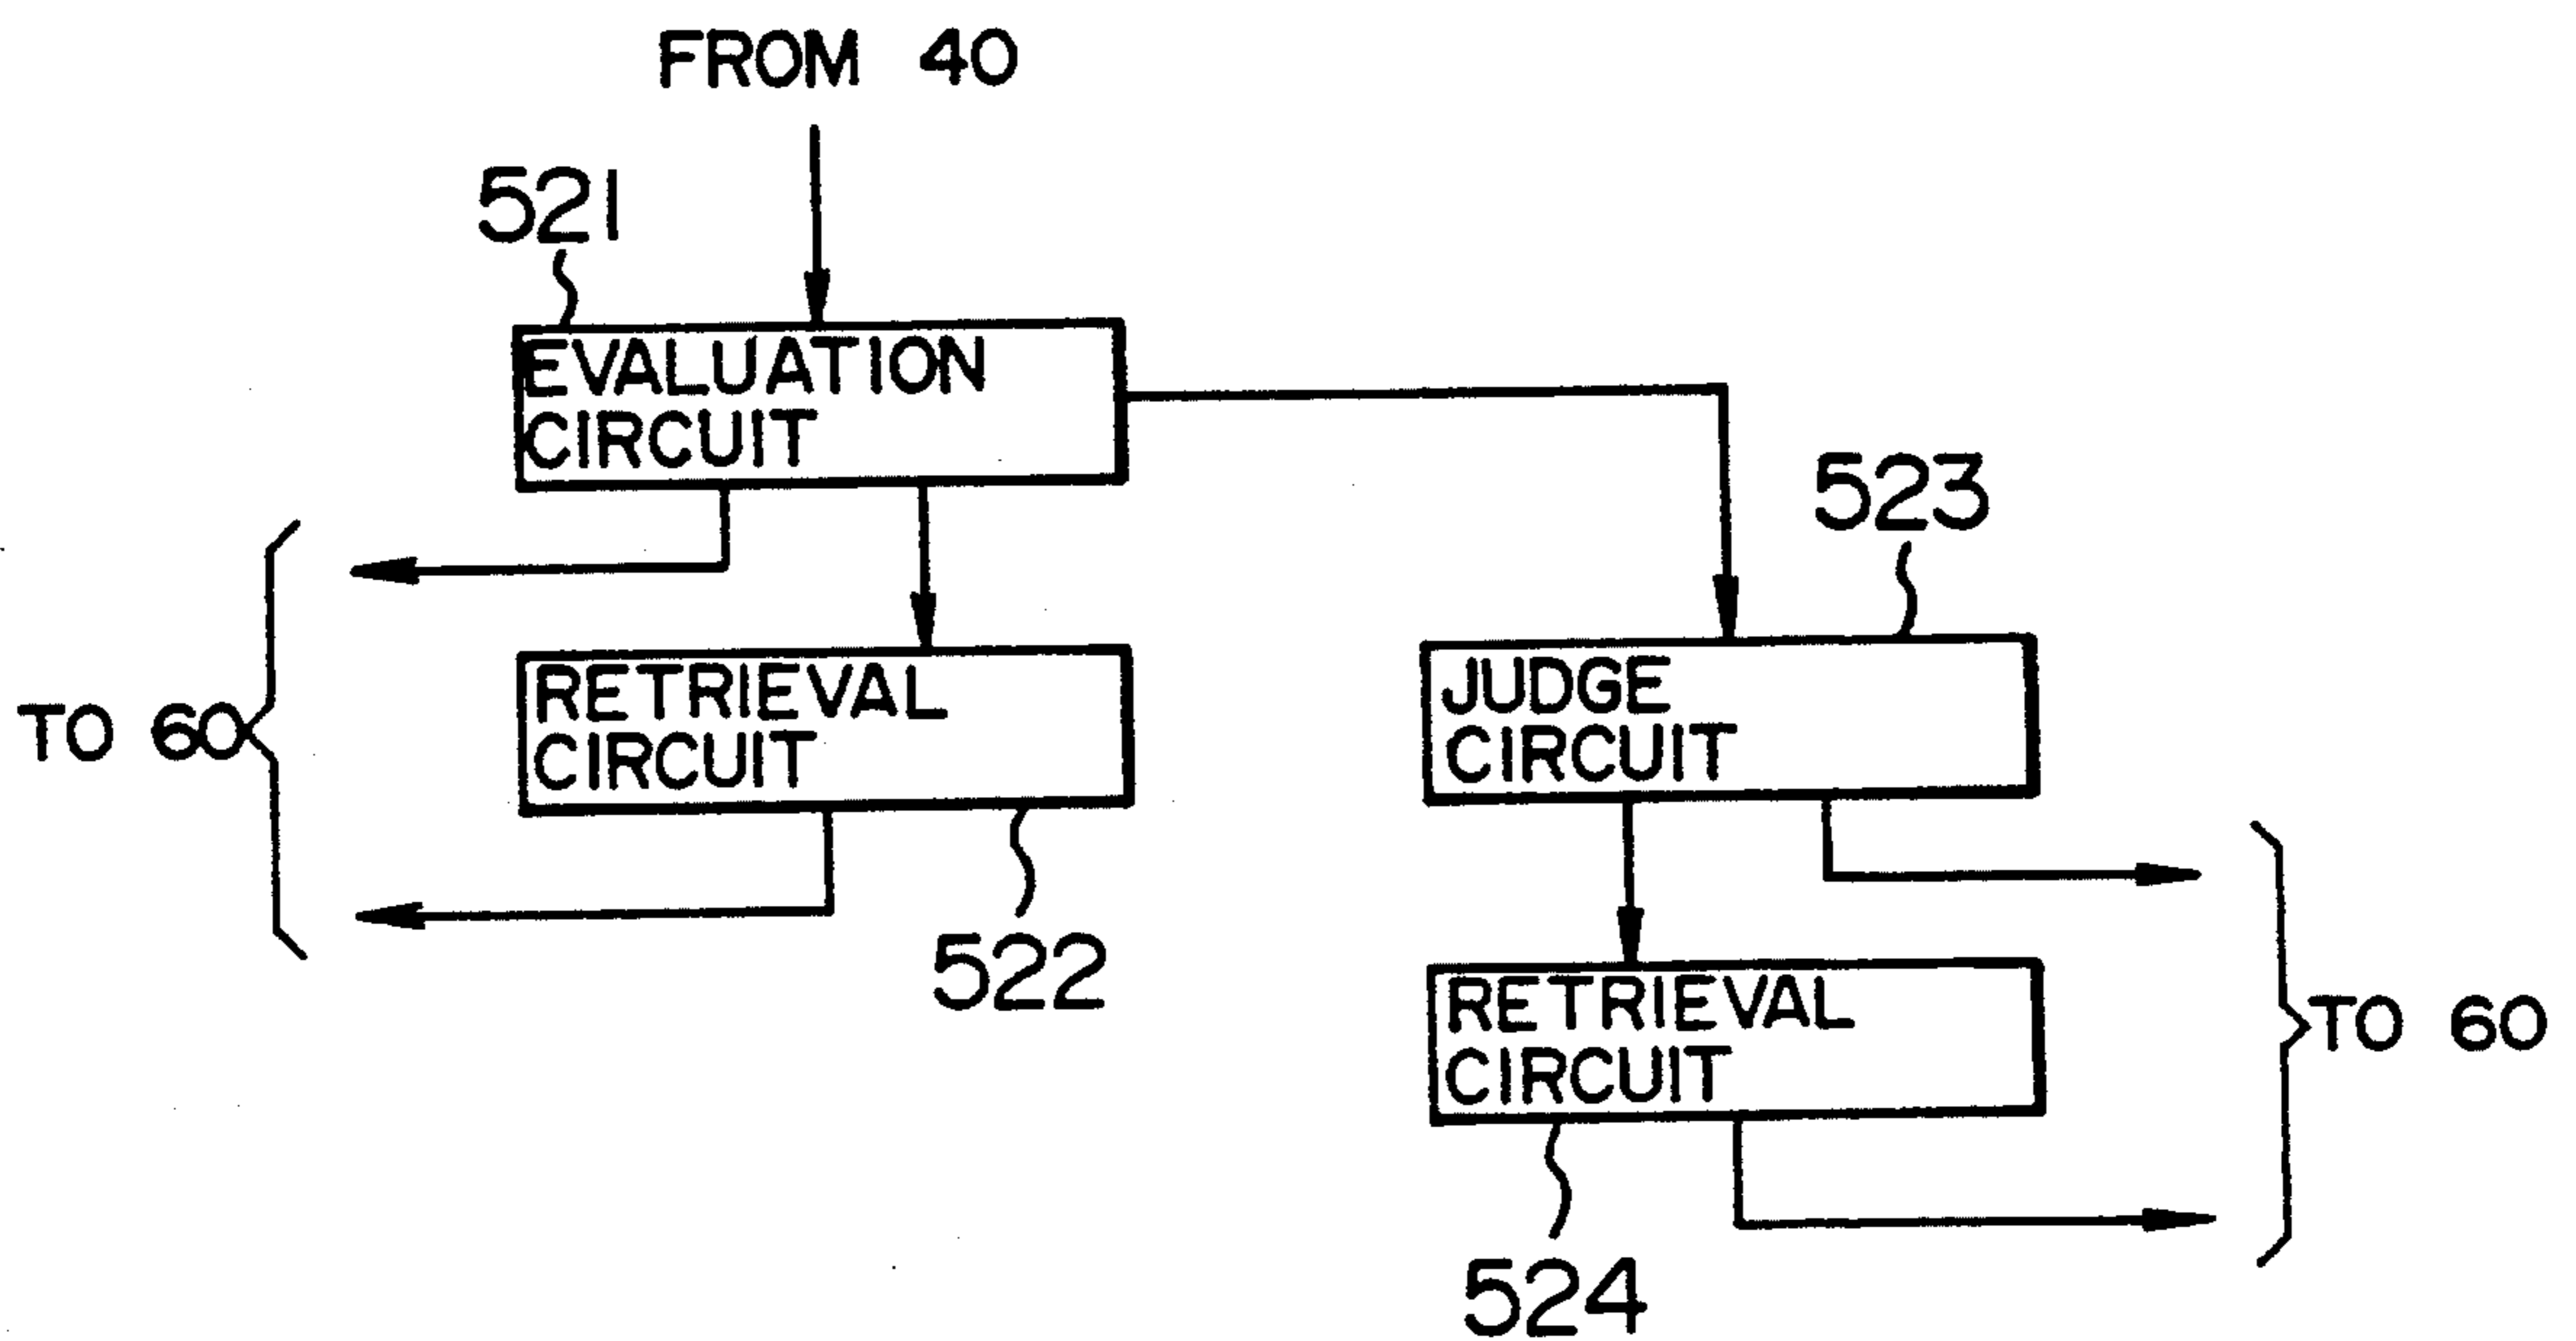 FROM 40
521
EVALUATION
CIRCUIT
523
TO 60
RETRIEVAL
CIRCUIT
JUDGE
CIRCUIT
522
RETRIEVAL
CIRCUIT
TO 60
524